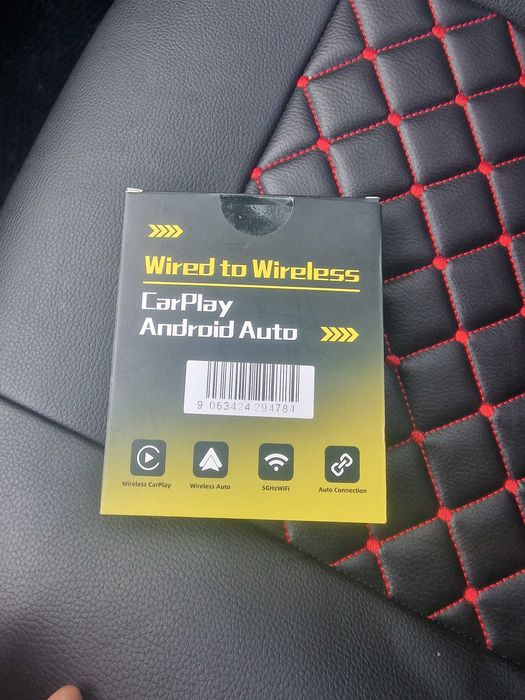 Wired to Wireless
CarPlay
Android Auto
9 063424 294784
Wireless CarPlay
Wireless Auto
5GHzWiFi
Auto Connection